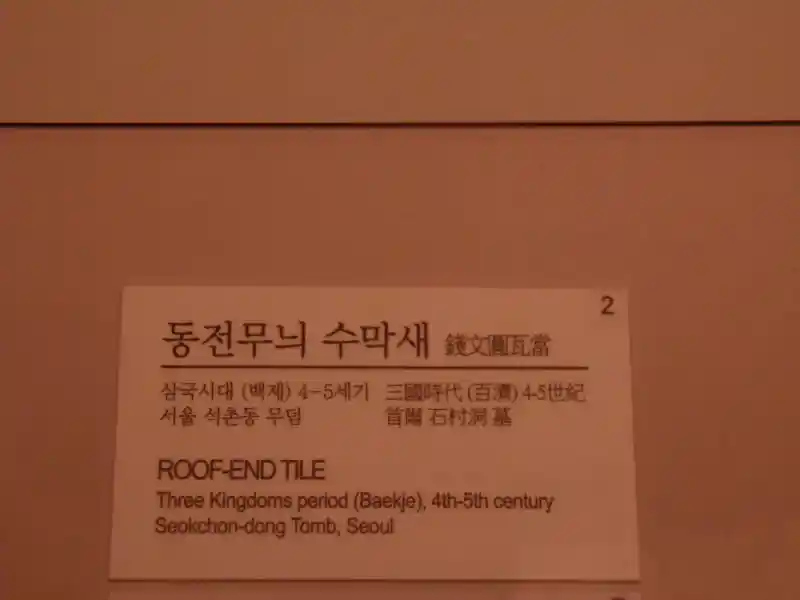 2
동전무늬 수막새 錢文圓瓦當
삼국시대 (백제) 4-5세기 三國時代 (百濟) 4-5世紀
서울 석촌동 무덤 首爾 石村洞 墓
ROOF-END TILE
Three Kingdoms period (Baekje), 4th-5th century
Seokchon-dong Tomb, Seoul